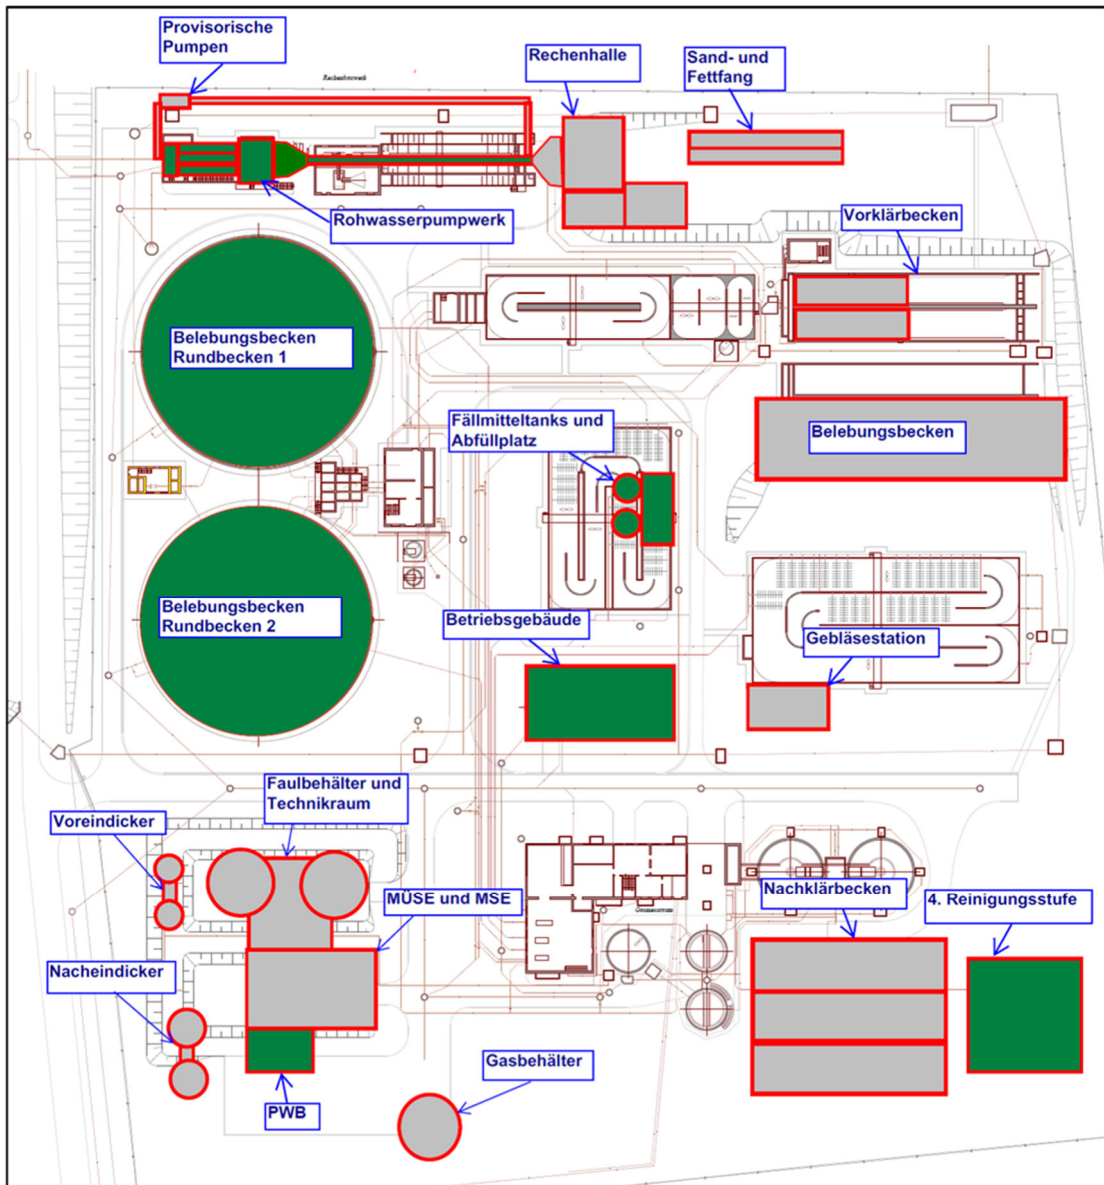 Provisorische
Pumpen
Rechenhalle
Sand- und
Fettfang
Rohwasserpumpwerk
Vorklärbecken
Belebungsbecken
Rundbecken 1
Fällmitteltanks und
Abfüllplatz
Belebungsbecken
Belebungsbecken
Rundbecken 2
Betriebsgebäude
Gebläsestation
Faulbehälter und
Technikraum
Voreindicker
MÜSE und MSE
Nachklärbecken
4. Reinigungsstufe
Nacheindicker
Gasbehälter
PWB